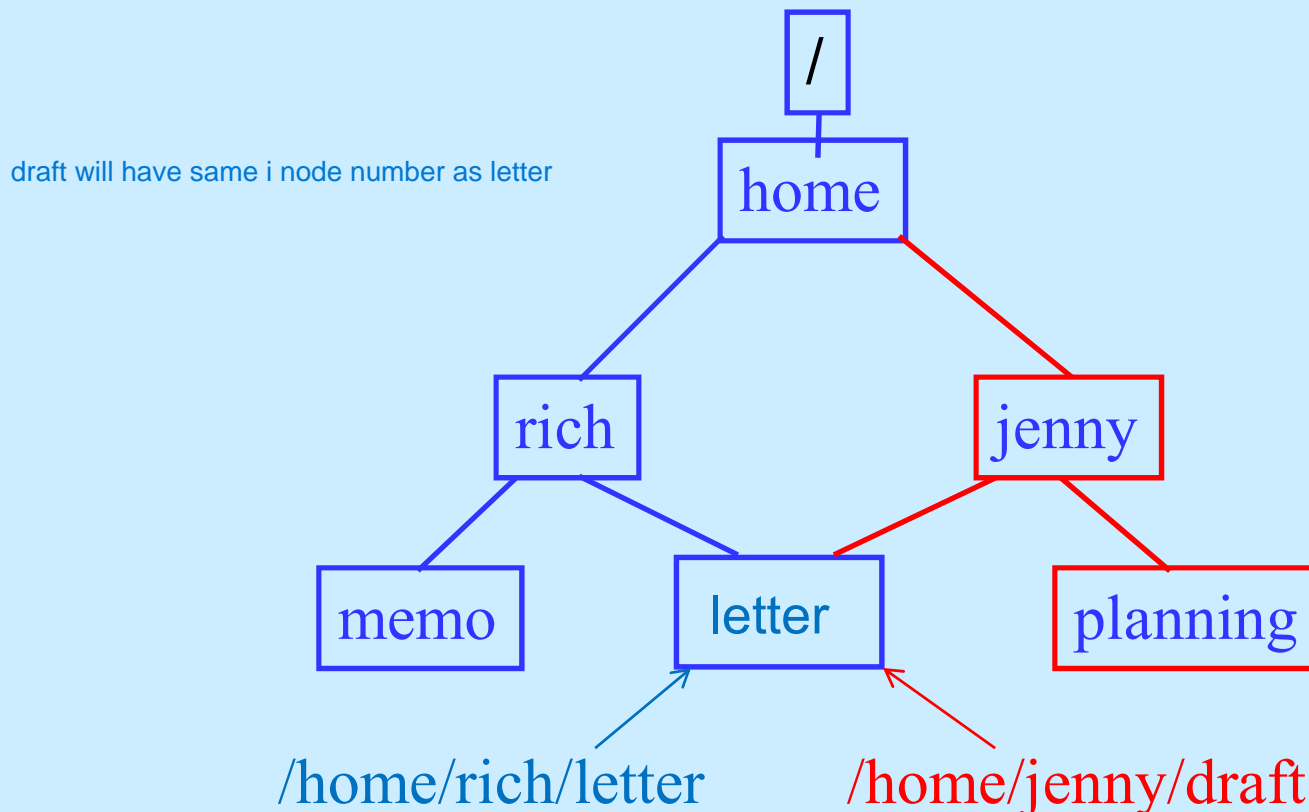 /
draft will have same i node number as letter
home
rich
jenny
memo
letter
planning
/home/rich/letter
/home/jenny/draft